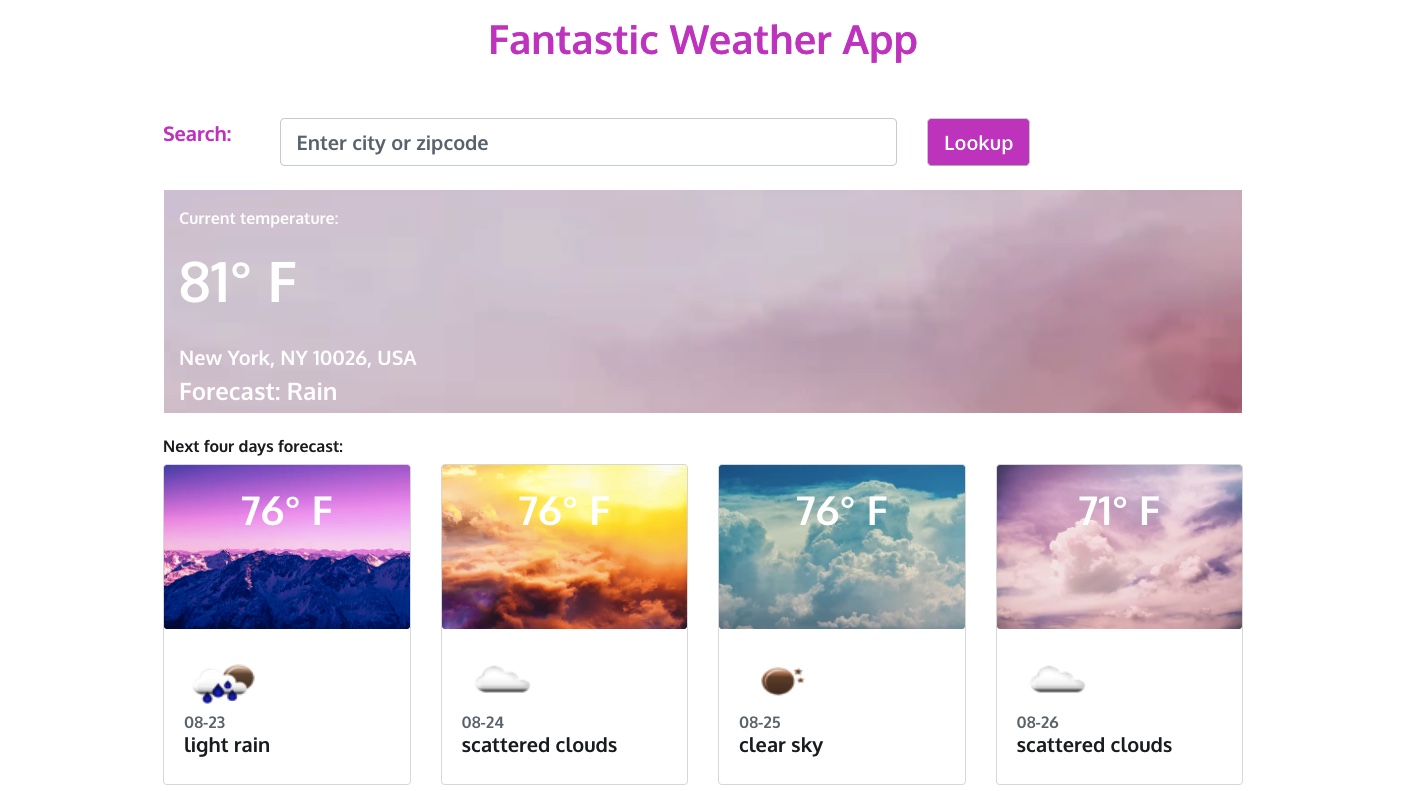 Fantastic Weather App
Search:
Enter city or zipcode
Lookup
Current temperature:
81° F
New York, NY 10026, USA
Forecast: Rain
Next four days forecast:
76° F
76° F
76° F
71° F
08-23
08-24
08-25
08-26
light rain
scattered clouds
clear sky
scattered clouds